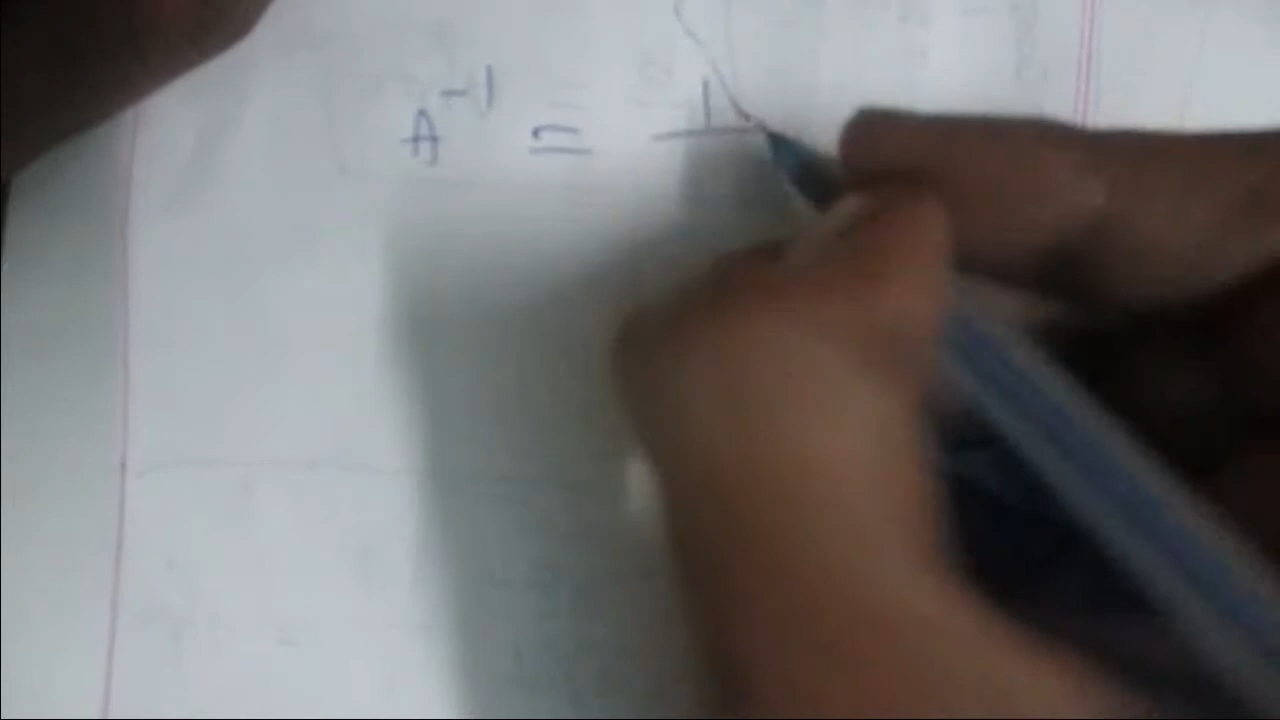 A⁻¹ = 1